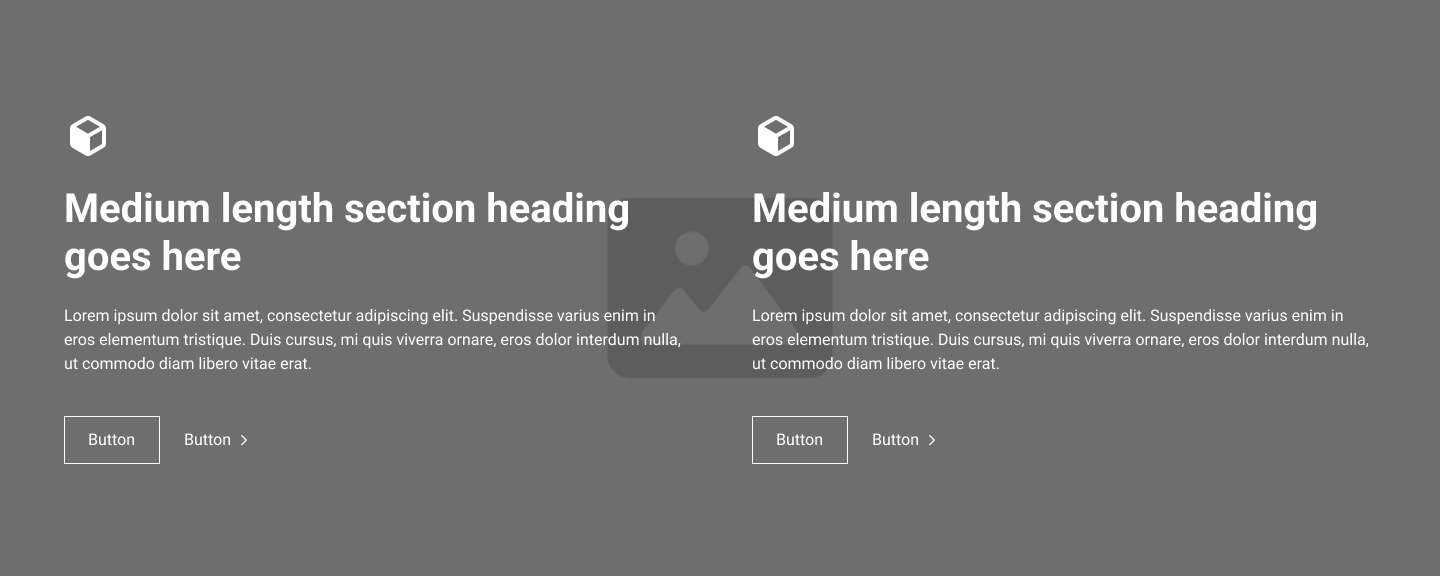 Medium length section heading
goes here
Lorem ipsum dolor sit amet, consectetur adipiscing elit. Suspendisse varius enim in
eros elementum tristique. Duis cursus, mi quis viverra ornare, eros dolor interdum nulla,
ut commodo diam libero vitae erat.
Button
Button
Medium length section heading
goes here
Lorem ipsum dolor sit amet, consectetur adipiscing elit. Suspendisse varius enim in
eros elementum tristique. Duis cursus, mi quis viverra ornare, eros dolor interdum nulla,
ut commodo diam libero vitae erat.
Button
Button